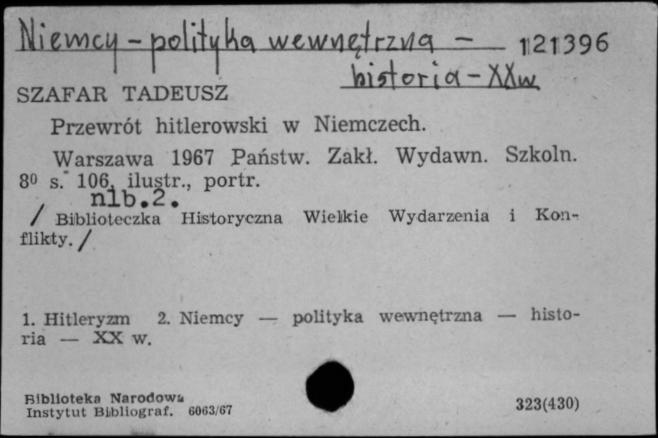 Niemcy - polityka wewnętrzna - 121396
historia - XXw
SZAFAR TADEUSZ
Przewrót hitlerowski w Niemczech.
Warszawa 1967 Państw. Zakł. Wydawn. Szkoln.
8⁰ s. 106, ilustr., portr.
nlb.2.
/ Biblioteczka Historyczna Wielkie Wydarzenia i Kon-
flikty. /
1. Hitleryzm 2. Niemcy — polityka wewnętrzna — histo-
ria — XX w.
Biblioteka Narodowa
Instytut Bibliograf. 6063/67
323(430)